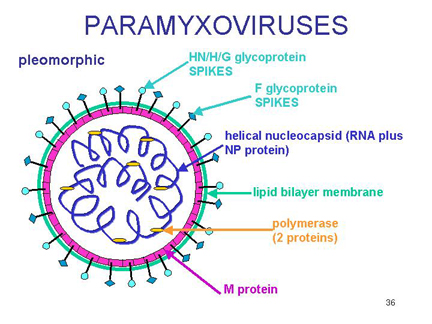 PARAMYXOVIRUSES
pleomorphic
HN/H/G glycoprotein
SPIKES
F glycoprotein
SPIKES
helical nucleocapsid (RNA plus
NP protein)
lipid bilayer membrane
polymerase
(2 proteins)
M protein
36